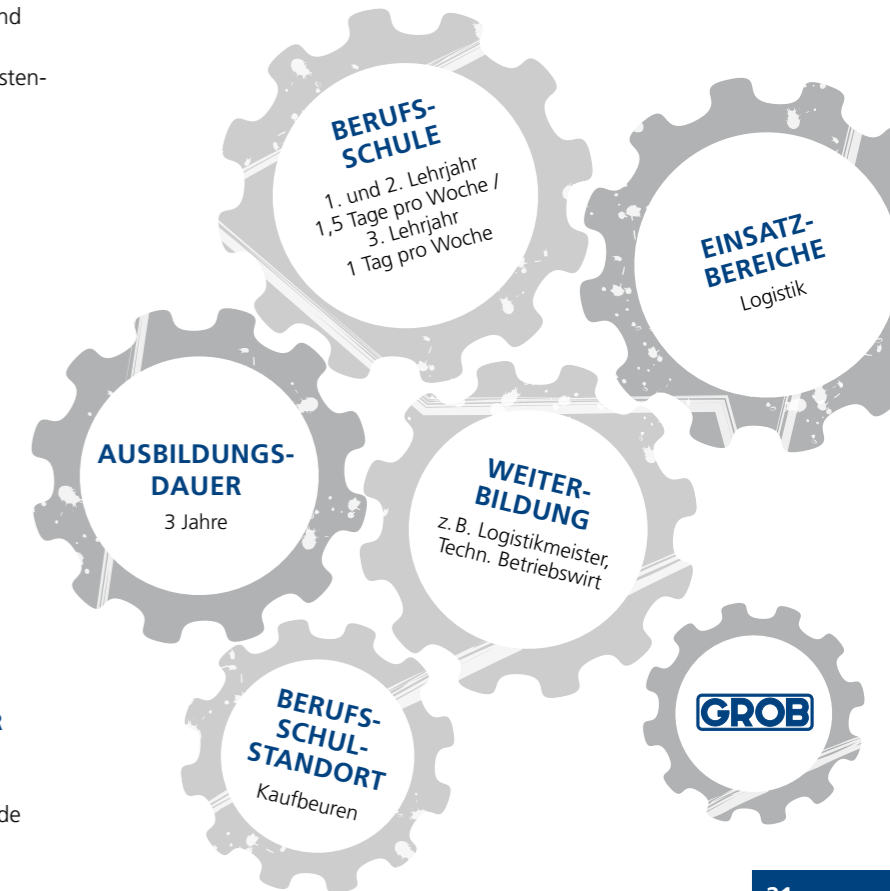 nd
sten-
BERUFS-
SCHULE
1. und 2. Lehrjahr
1,5 Tage pro Woche /
3. Lehrjahr
1 Tag pro Woche
EINSATZ-
BEREICHE
Logistik
AUSBILDUNGS-
DAUER
3 Jahre
WEITER-
BILDUNG
z. B. Logistikmeister,
Techn. Betriebswirt
BERUFS-
SCHUL-
STANDORT
Kaufbeuren
GROB
de